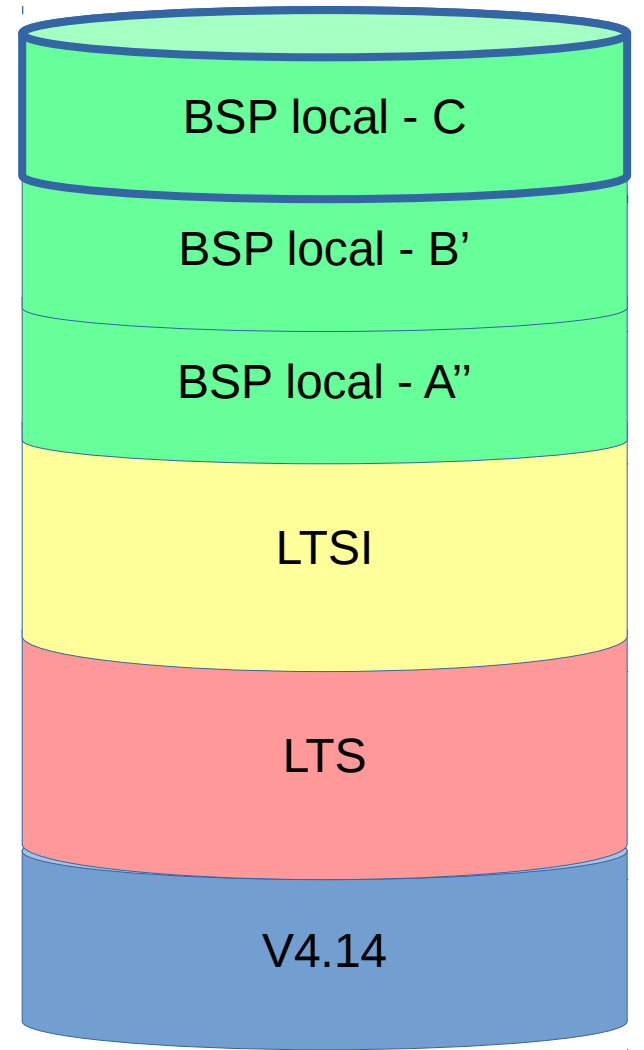 BSP local - C
BSP local - B’
BSP local - A’’
LTSI
LTS
V4.14